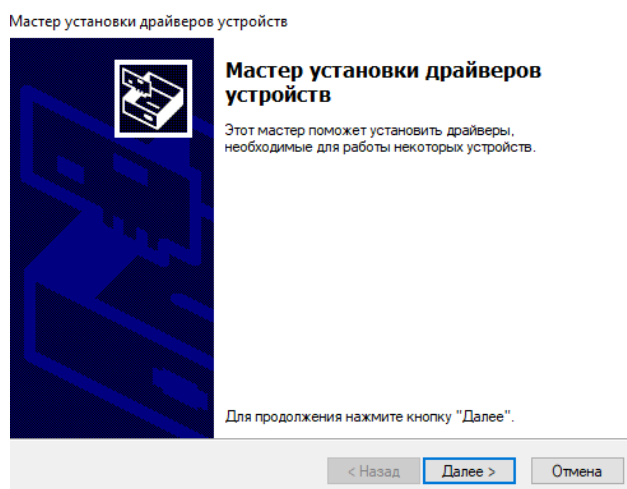 Мастер установки драйверов устройств
Мастер установки драйверов
устройств
Этот мастер поможет установить драйверы,
необходимые для работы некоторых устройств.
Для продолжения нажмите кнопку "Далее".
< Назад
Далее >
Отмена